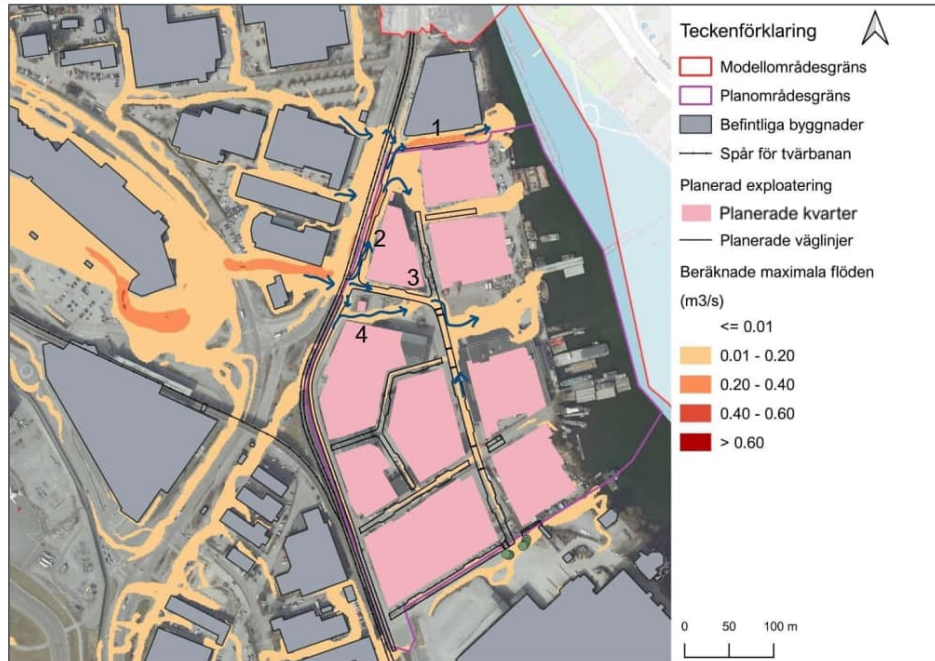 1
2
3
4
Teckenförklaring
Modellområdesgräns
Planområdesgräns
Befintliga byggnader
Spår för tvärbanan
Planerad exploatering
Planerade kvarter
Planerade väglinjer
Beräknade maximala flöden
(m3/s)
<= 0.01
0.01 - 0.20
0.20 - 0.40
0.40 - 0.60
> 0.60
0 50 100 m